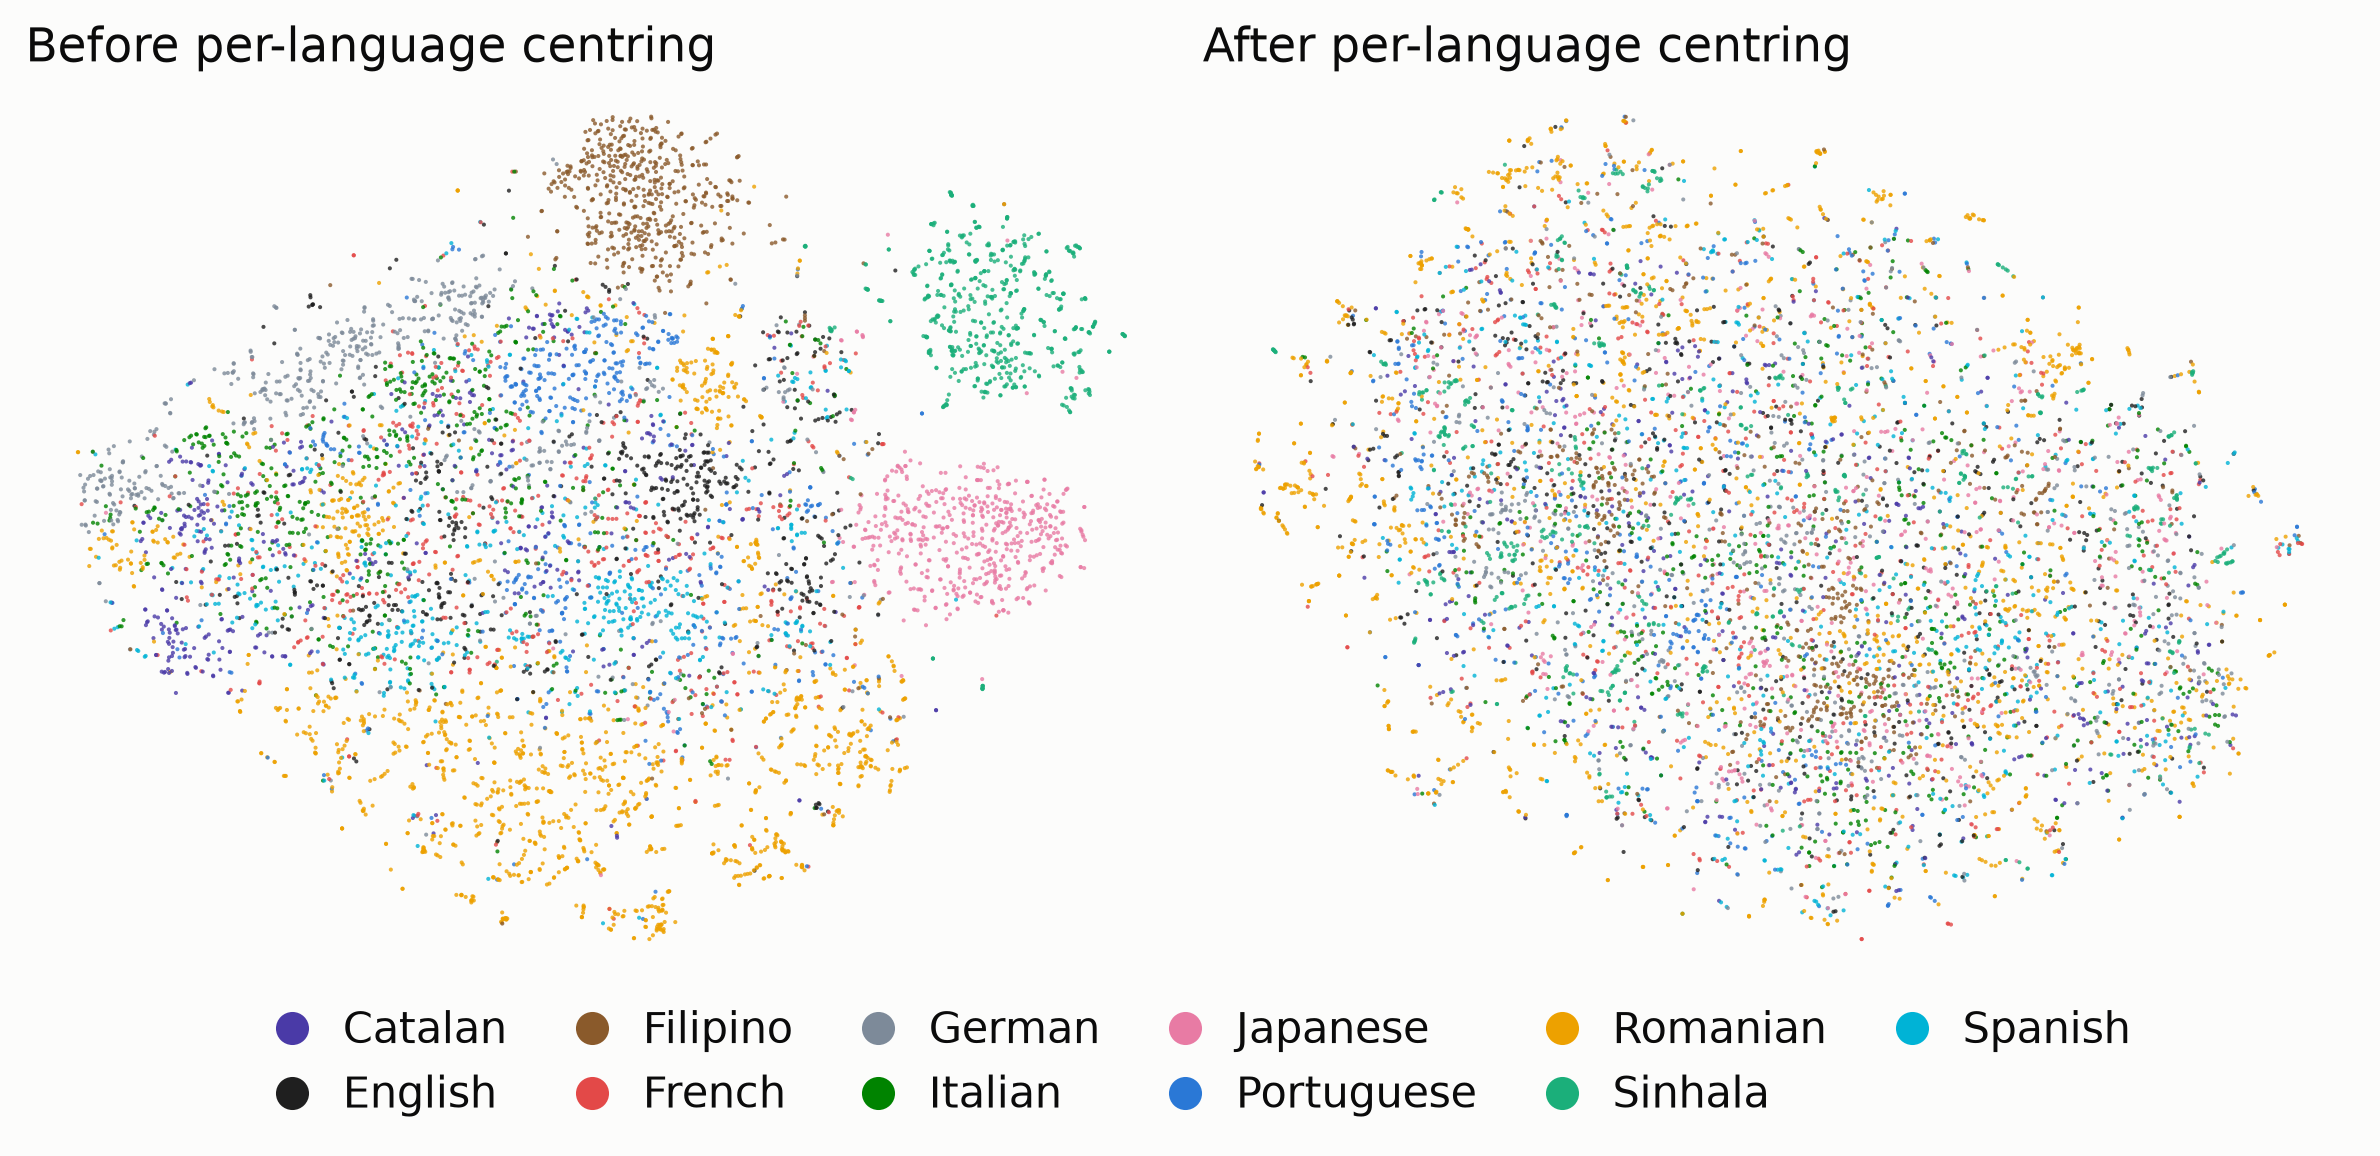 Before per-language centring
After per-language centring
Catalan Filipino German Japanese Romanian Spanish
English French Italian Portuguese Sinhala